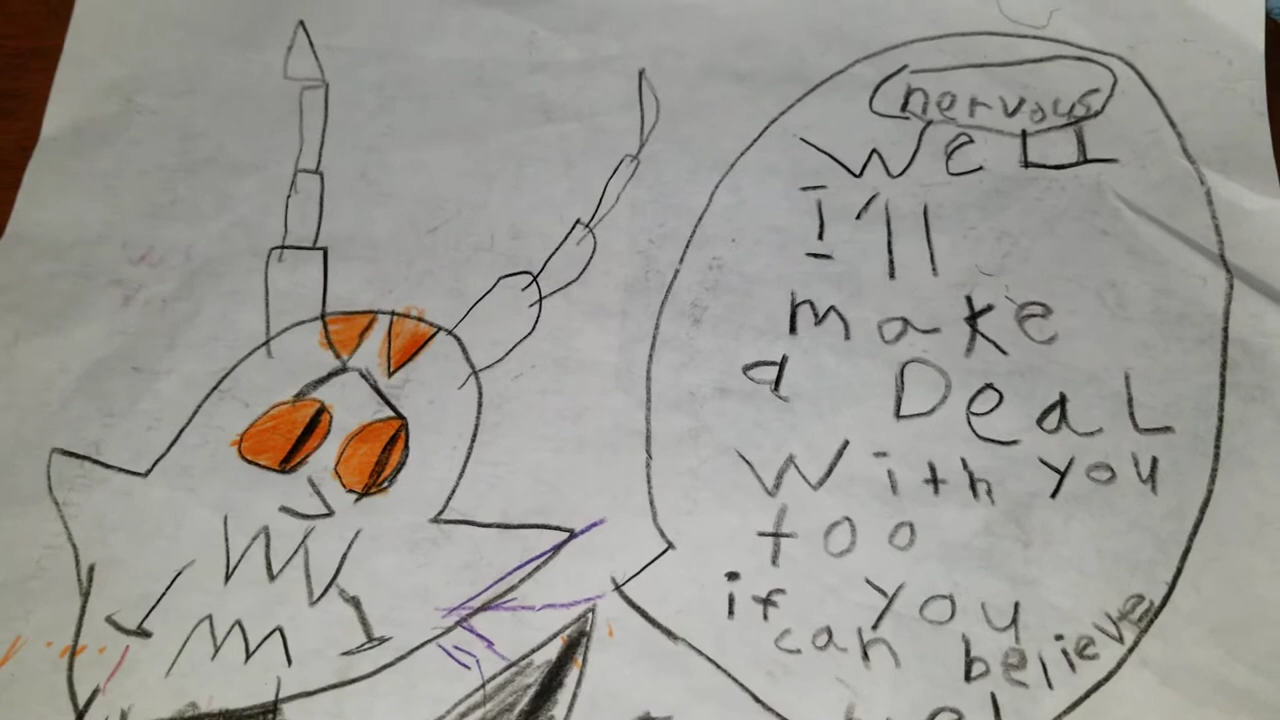 nervous
Well
I'll
make
a Deal
With you
too
if you
can believe